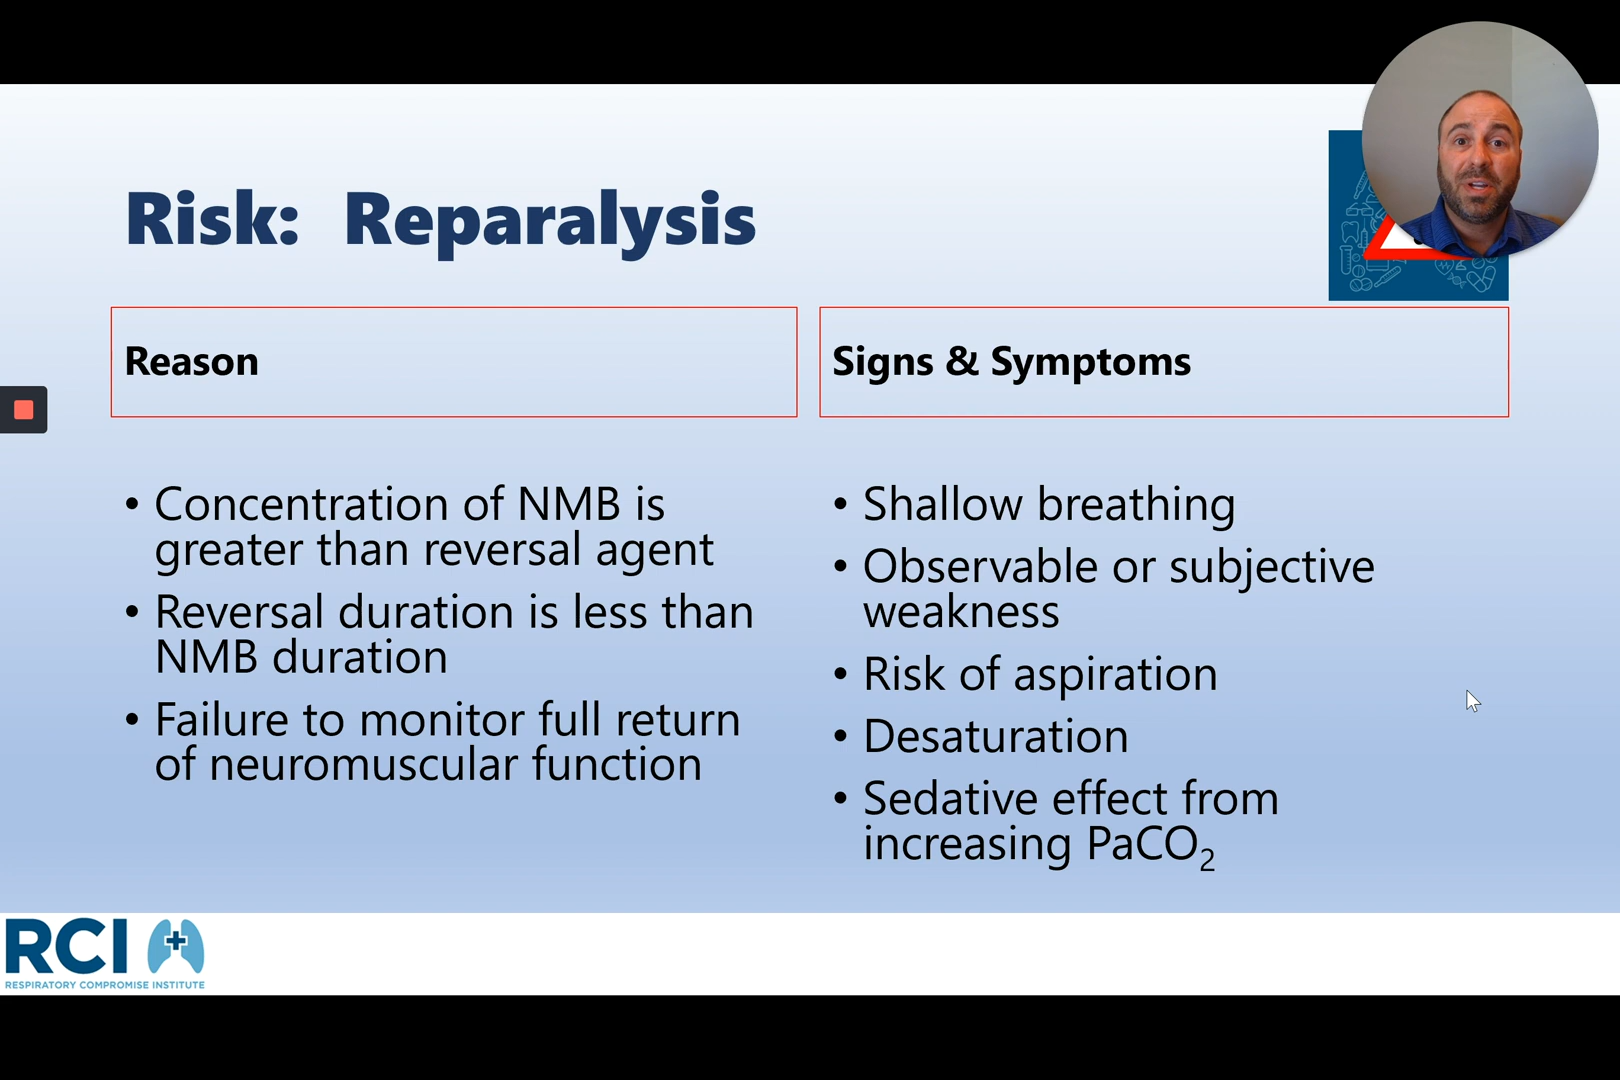 Risk: Reparalysis
Reason
• Concentration of NMB is
greater than reversal agent
• Reversal duration is less than
NMB duration
• Failure to monitor full return
of neuromuscular function
Signs & Symptoms
• Shallow breathing
• Observable or subjective
weakness
• Risk of aspiration
• Desaturation
• Sedative effect from
increasing PaCO₂
RCI
RESPIRATORY COMPROMISE INSTITUTE